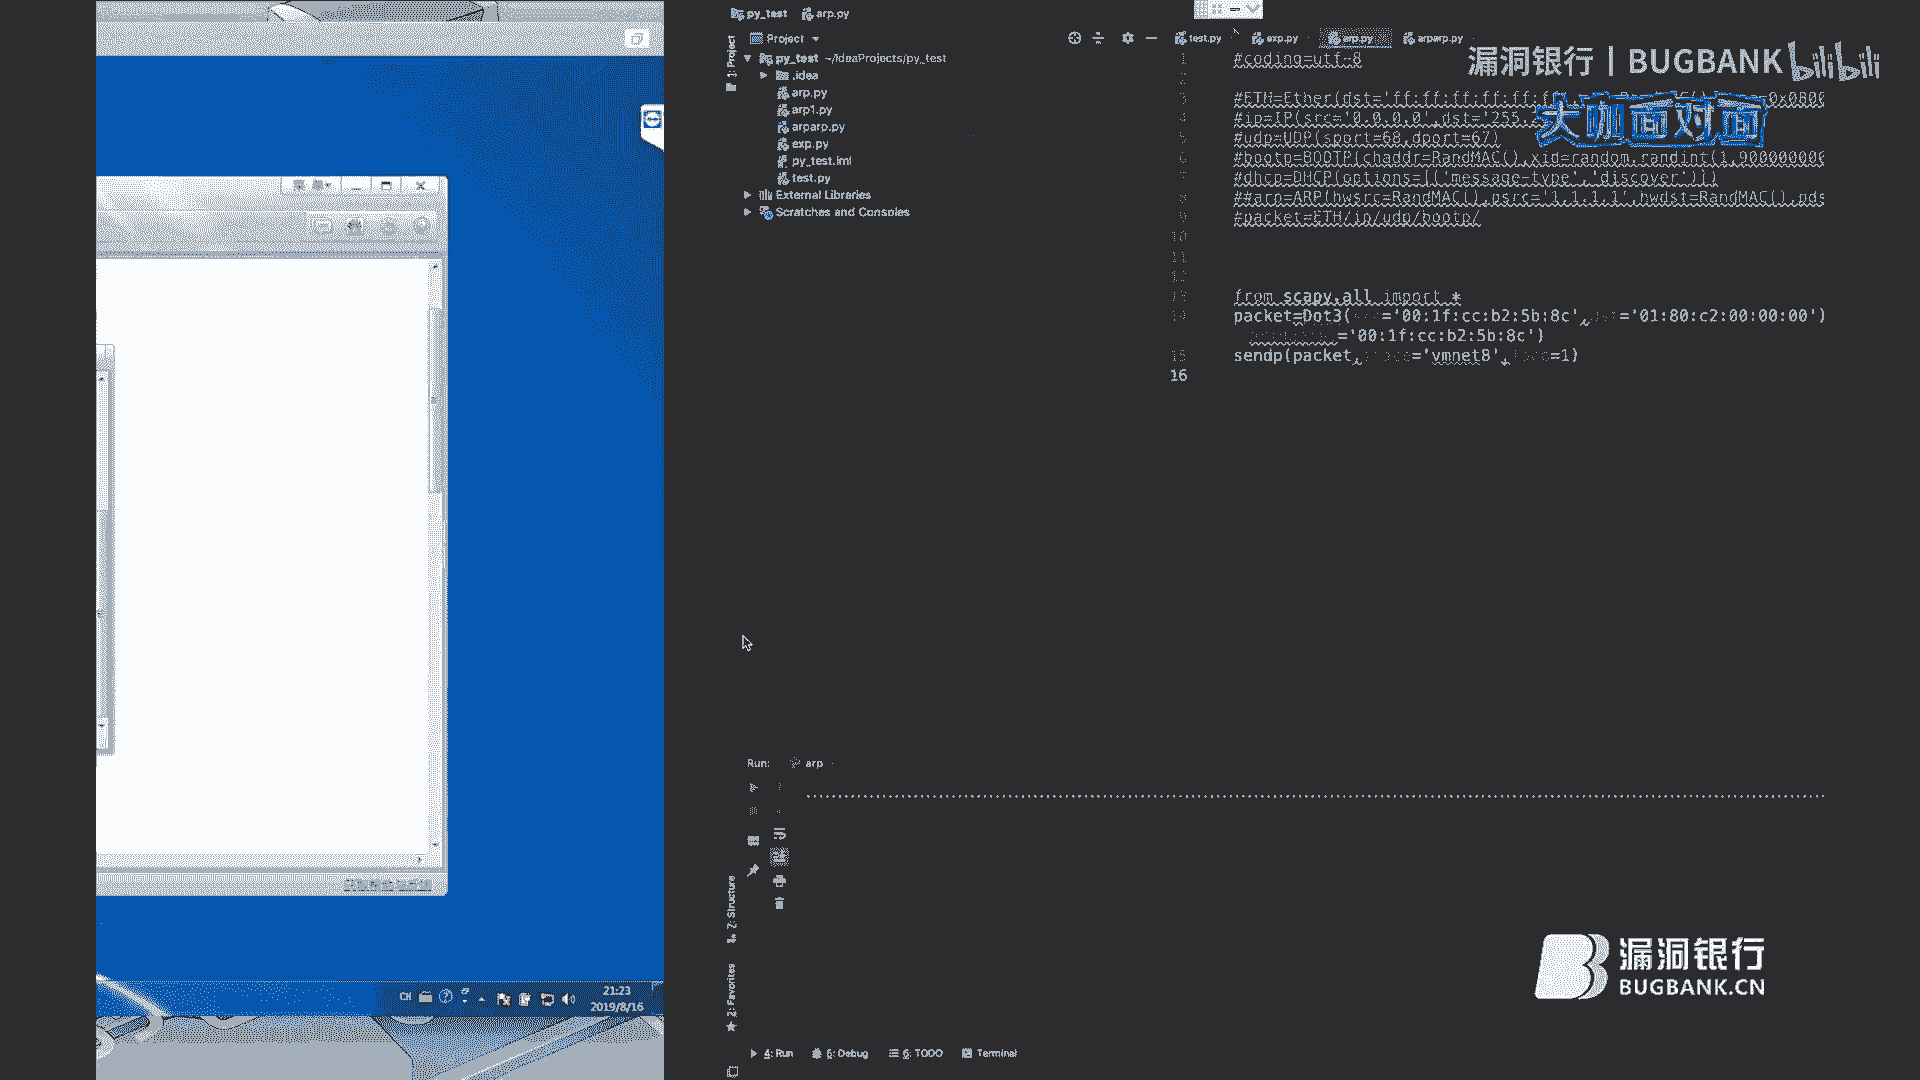 py_test arp.py
Project
test.py exp.py arp.py arparp.py
漏洞银行 | BUGBANK bilibili
大咖面对面
1: Project
py_test ~/IdeaProjects/py_test
.idea
arp.py
arp1.py
arparp.py
exp.py
py_test.iml
test.py
External Libraries
Scratches and Consoles
1 #coding=utf-8
2
3 #ETH=Ether(dst='ff:ff:ff:ff:ff:f =0x0800
4 #ip=IP(src='0.0.0.0',dst='255.
5 #udp=UDP(sport=68,dport=67)
6 #bootp=BOOTP(chaddr=RandMAC(),xid=random.randint(1,900000000
7 #dhcp=DHCP(options=[('message-type','discover')])
8 ##arp=ARP(hwsrc=RandMAC(),psrc='1.1.1.1',hwdst=RandMAC(),pds
9 #packet=ETH/ip/udp/bootp/
10
11
12
13 from scapy.all import *
14 packet=Dot3( ='00:1f:cc:b2:5b:8c', ='01:80:c2:00:00:00')
='00:1f:cc:b2:5b:8c')
15 sendp(packet, ='vmnet8', =1)
16
Run: arp
7: Structure
2: Favorites
4: Run 5: Debug 6: TODO Terminal
CH
21:23
2019/8/16
漏洞银行
BUGBANK.CN